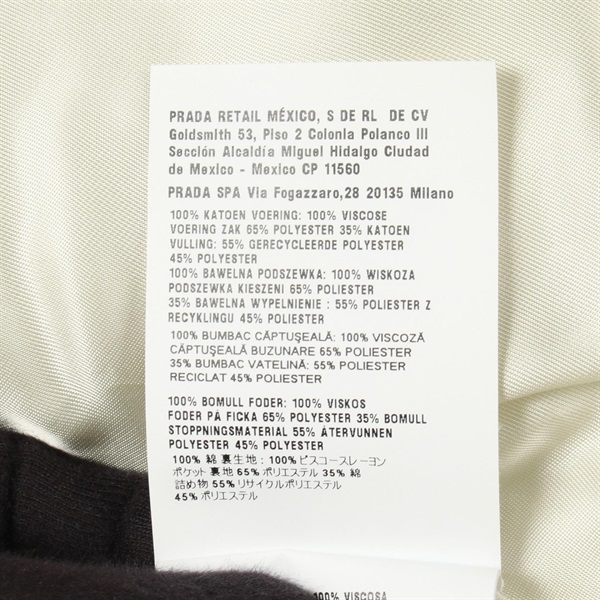 PRADA RETAIL MÉXICO, S DE RL DE CV
Goldsmith 53, Piso 2 Colonia Polanco III
Sección Alcaldía Miguel Hidalgo Ciudad
de Mexico - Mexico CP 11560
PRADA SPA Via Fogazzaro,28 20135 Milano
100% KATOEN VOERING: 100% VISCOSE
VOERING ZAK 65% POLYESTER 35% KATOEN
VULLING: 55% GERECYCLEERDE POLYESTER
45% POLYESTER
100% BAWELNA PODSZEWKA: 100% WISKOZA
PODSZEWKA KIESZENI 65% POLYESTER
35% BAWELNA WYPELNIENIE : 55% POLYESTER Z
RECYKLINGU 45% POLIESTER
100% BUMBAC CĂPTUŞEALĂ: 100% VISCOZĂ
CĂPTUŞEALĂ BUZUNARE 65% POLIESTER
35% BUMBAC VATELINĂ: 55% POLIESTER
RECICLAT 45% POLIESTER
100% BOMULL FODER: 100% VISKOS
FODER PÅ FICKA 65% POLYESTER 35% BOMULL
STOPPNINGSMATERIAL 55% ÅTERVUNNEN
POLYESTER 45% POLYESTER
100% 綿 裏生地：100% ビスコースレーヨン
ポケット 裏地 65% ポリエステル 35% 綿
詰め物 55% リサイクルポリエステル
45% ポリエステル
100% VISCOSA